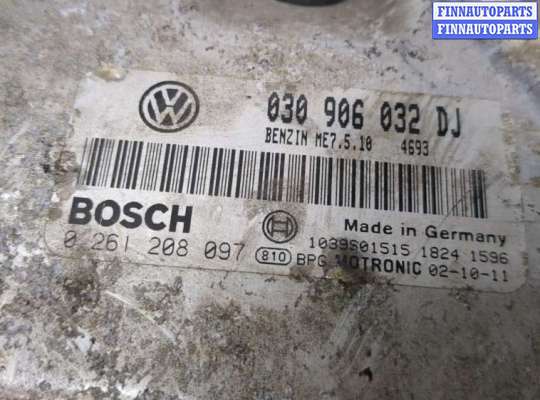 FINNAUTOPARTS
FINNAUTOPARTS
030 906 032 DJ
BENZIN ME7.5.10 4693
BOSCH
Made in Germany
0 261 208 097
1039S01515 1824 1596
810 BPG MOTRONIC 02-10-11